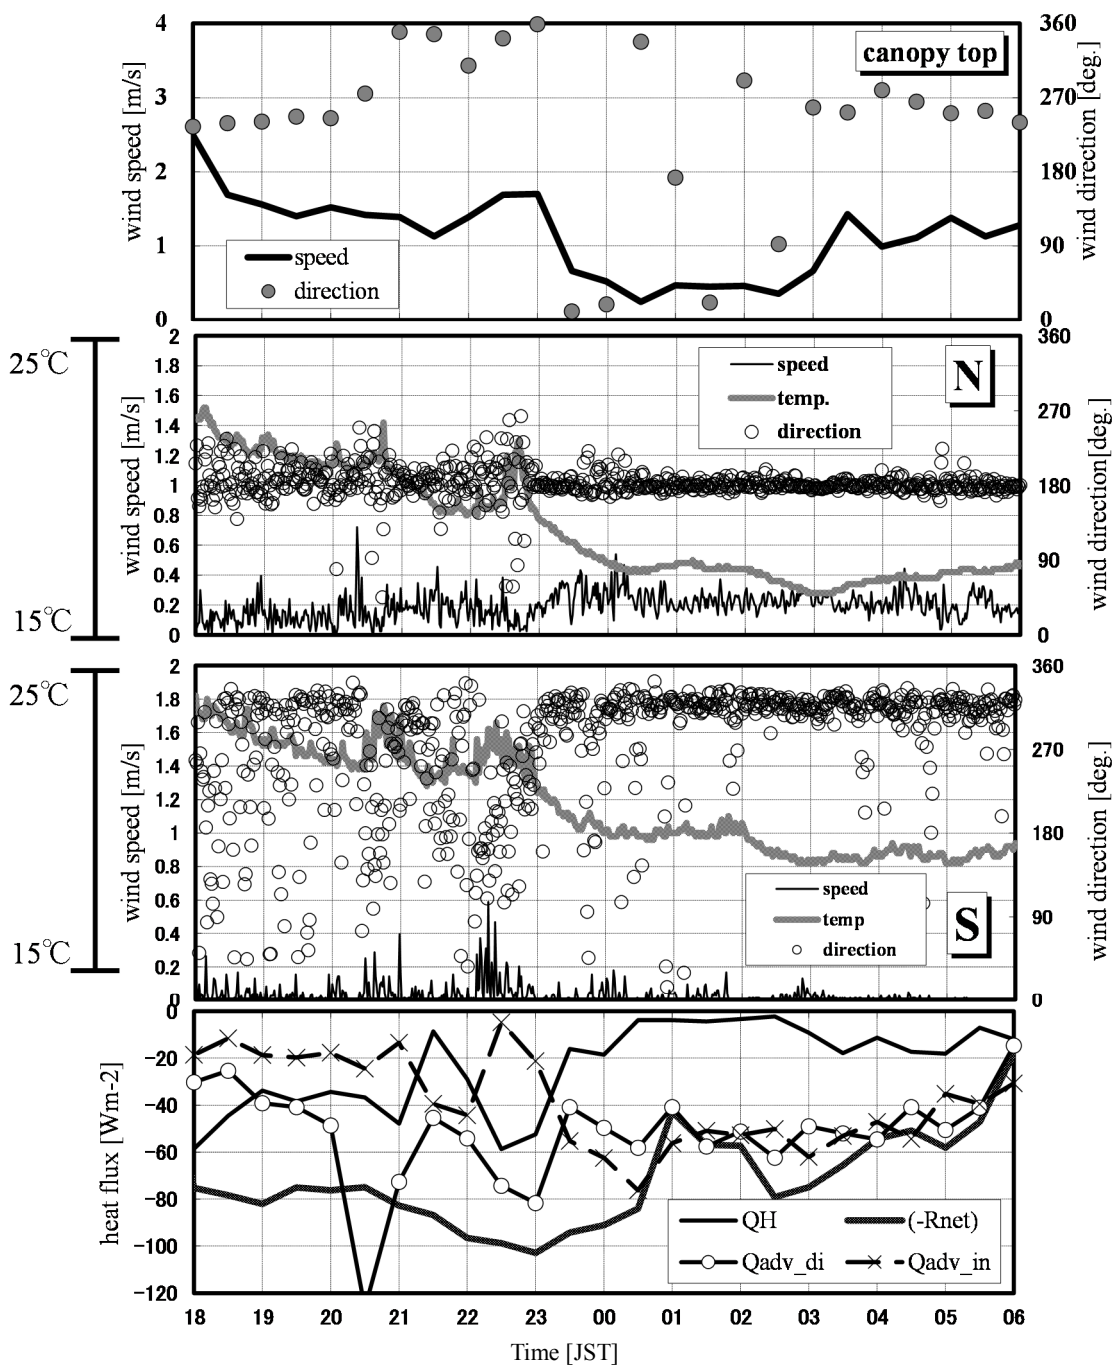 canopy top
wind speed [m/s]
wind direction [deg.]
4
3
2
1
0
360
270
180
90
0
speed
direction
25℃
15℃
N
wind speed [m/s]
wind direction[deg.]
2
1.8
1.6
1.4
1.2
1
0.8
0.6
0.4
0.2
0
360
270
180
90
0
speed
temp.
direction
25℃
15℃
S
wind speed [m/s]
wind direction [deg.]
2
1.8
1.6
1.4
1.2
1
0.8
0.6
0.4
0.2
0
360
270
180
90
0
speed
temp
direction
heat flux [Wm-2]
0
-20
-40
-60
-80
-100
-120
QH
(-Rnet)
Qadv_di
Qadv_in
18 19 20 21 22 23 00 01 02 03 04 05 06
Time [JST]